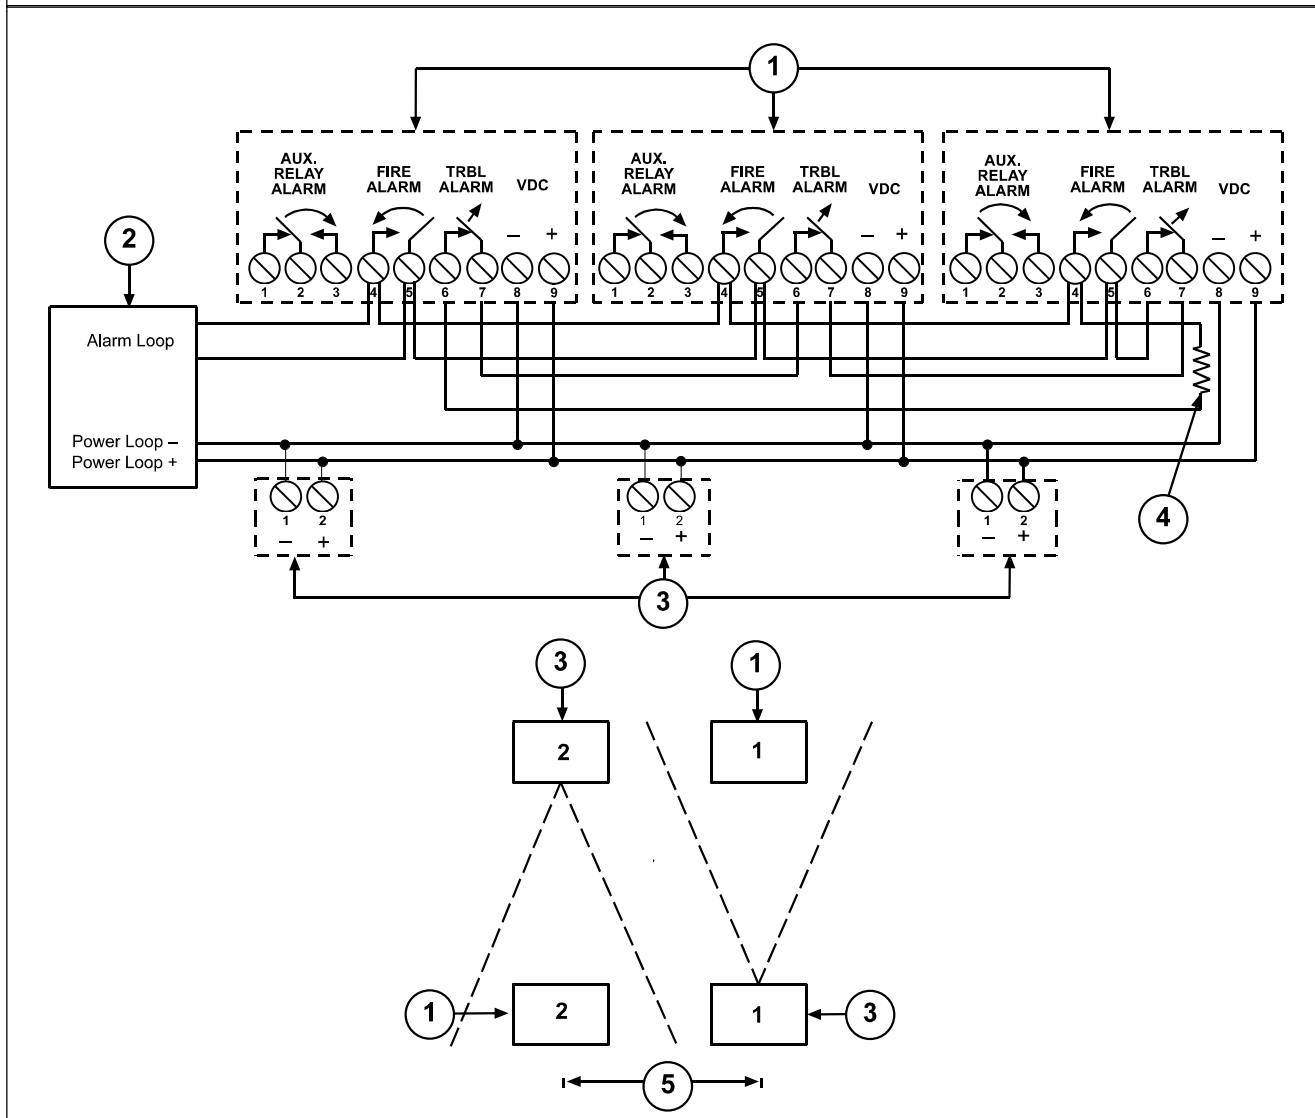 1
AUX.
RELAY
ALARM
FIRE
ALARM
TRBL
ALARM
VDC
– +
1 2 3 4 5 6 7 8 9
AUX.
RELAY
ALARM
FIRE
ALARM
TRBL
ALARM
VDC
– +
1 2 3 4 5 6 7 8 9
AUX.
RELAY
ALARM
FIRE
ALARM
TRBL
ALARM
VDC
– +
1 2 3 4 5 6 7 8 9
2
Alarm Loop
Power Loop –
Power Loop +
1 2
– +
1 2
– +
1 2
– +
4
3
3
1
2
1
1
2
1
3
5